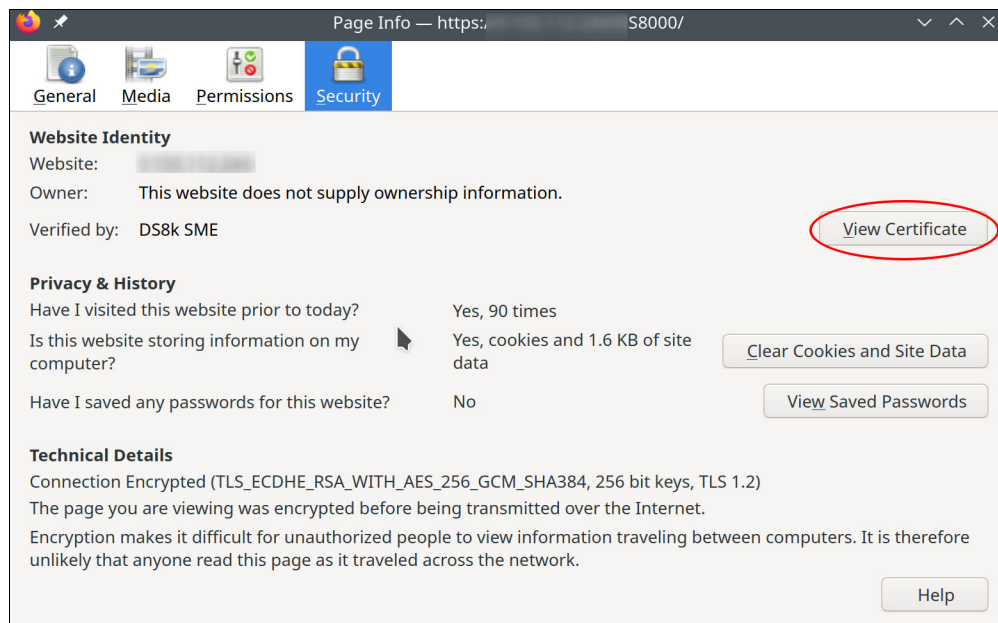 Page Info — https:/ S8000/
General Media Permissions Security
Website Identity
Website:
Owner: This website does not supply ownership information.
Verified by: DS8k SME View Certificate
Privacy & History
Have I visited this website prior to today? Yes, 90 times
Is this website storing information on my computer? Yes, cookies and 1.6 KB of site data Clear Cookies and Site Data
Have I saved any passwords for this website? No View Saved Passwords
Technical Details
Connection Encrypted (TLS_ECDHE_RSA_WITH_AES_256_GCM_SHA384, 256 bit keys, TLS 1.2)
The page you are viewing was encrypted before being transmitted over the Internet.
Encryption makes it difficult for unauthorized people to view information traveling between computers. It is therefore
unlikely that anyone read this page as it traveled across the network.
Help